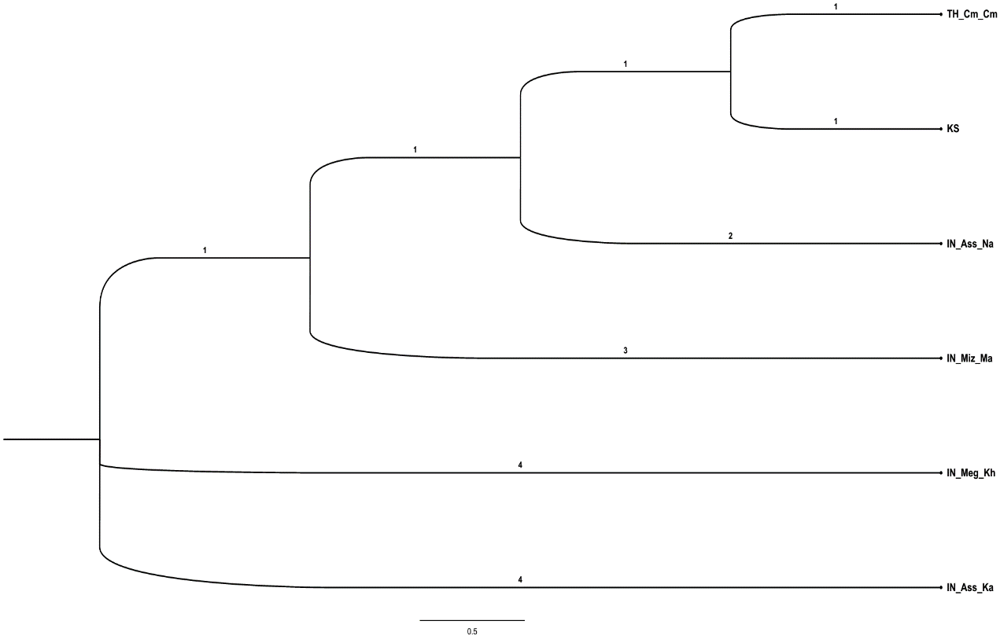 1
TH_Cm_Cm
1
1
KS
1
2
IN_Ass_Na
1
3
IN_Miz_Ma
4
IN_Meg_Kh
4
IN_Ass_Ka
0.5